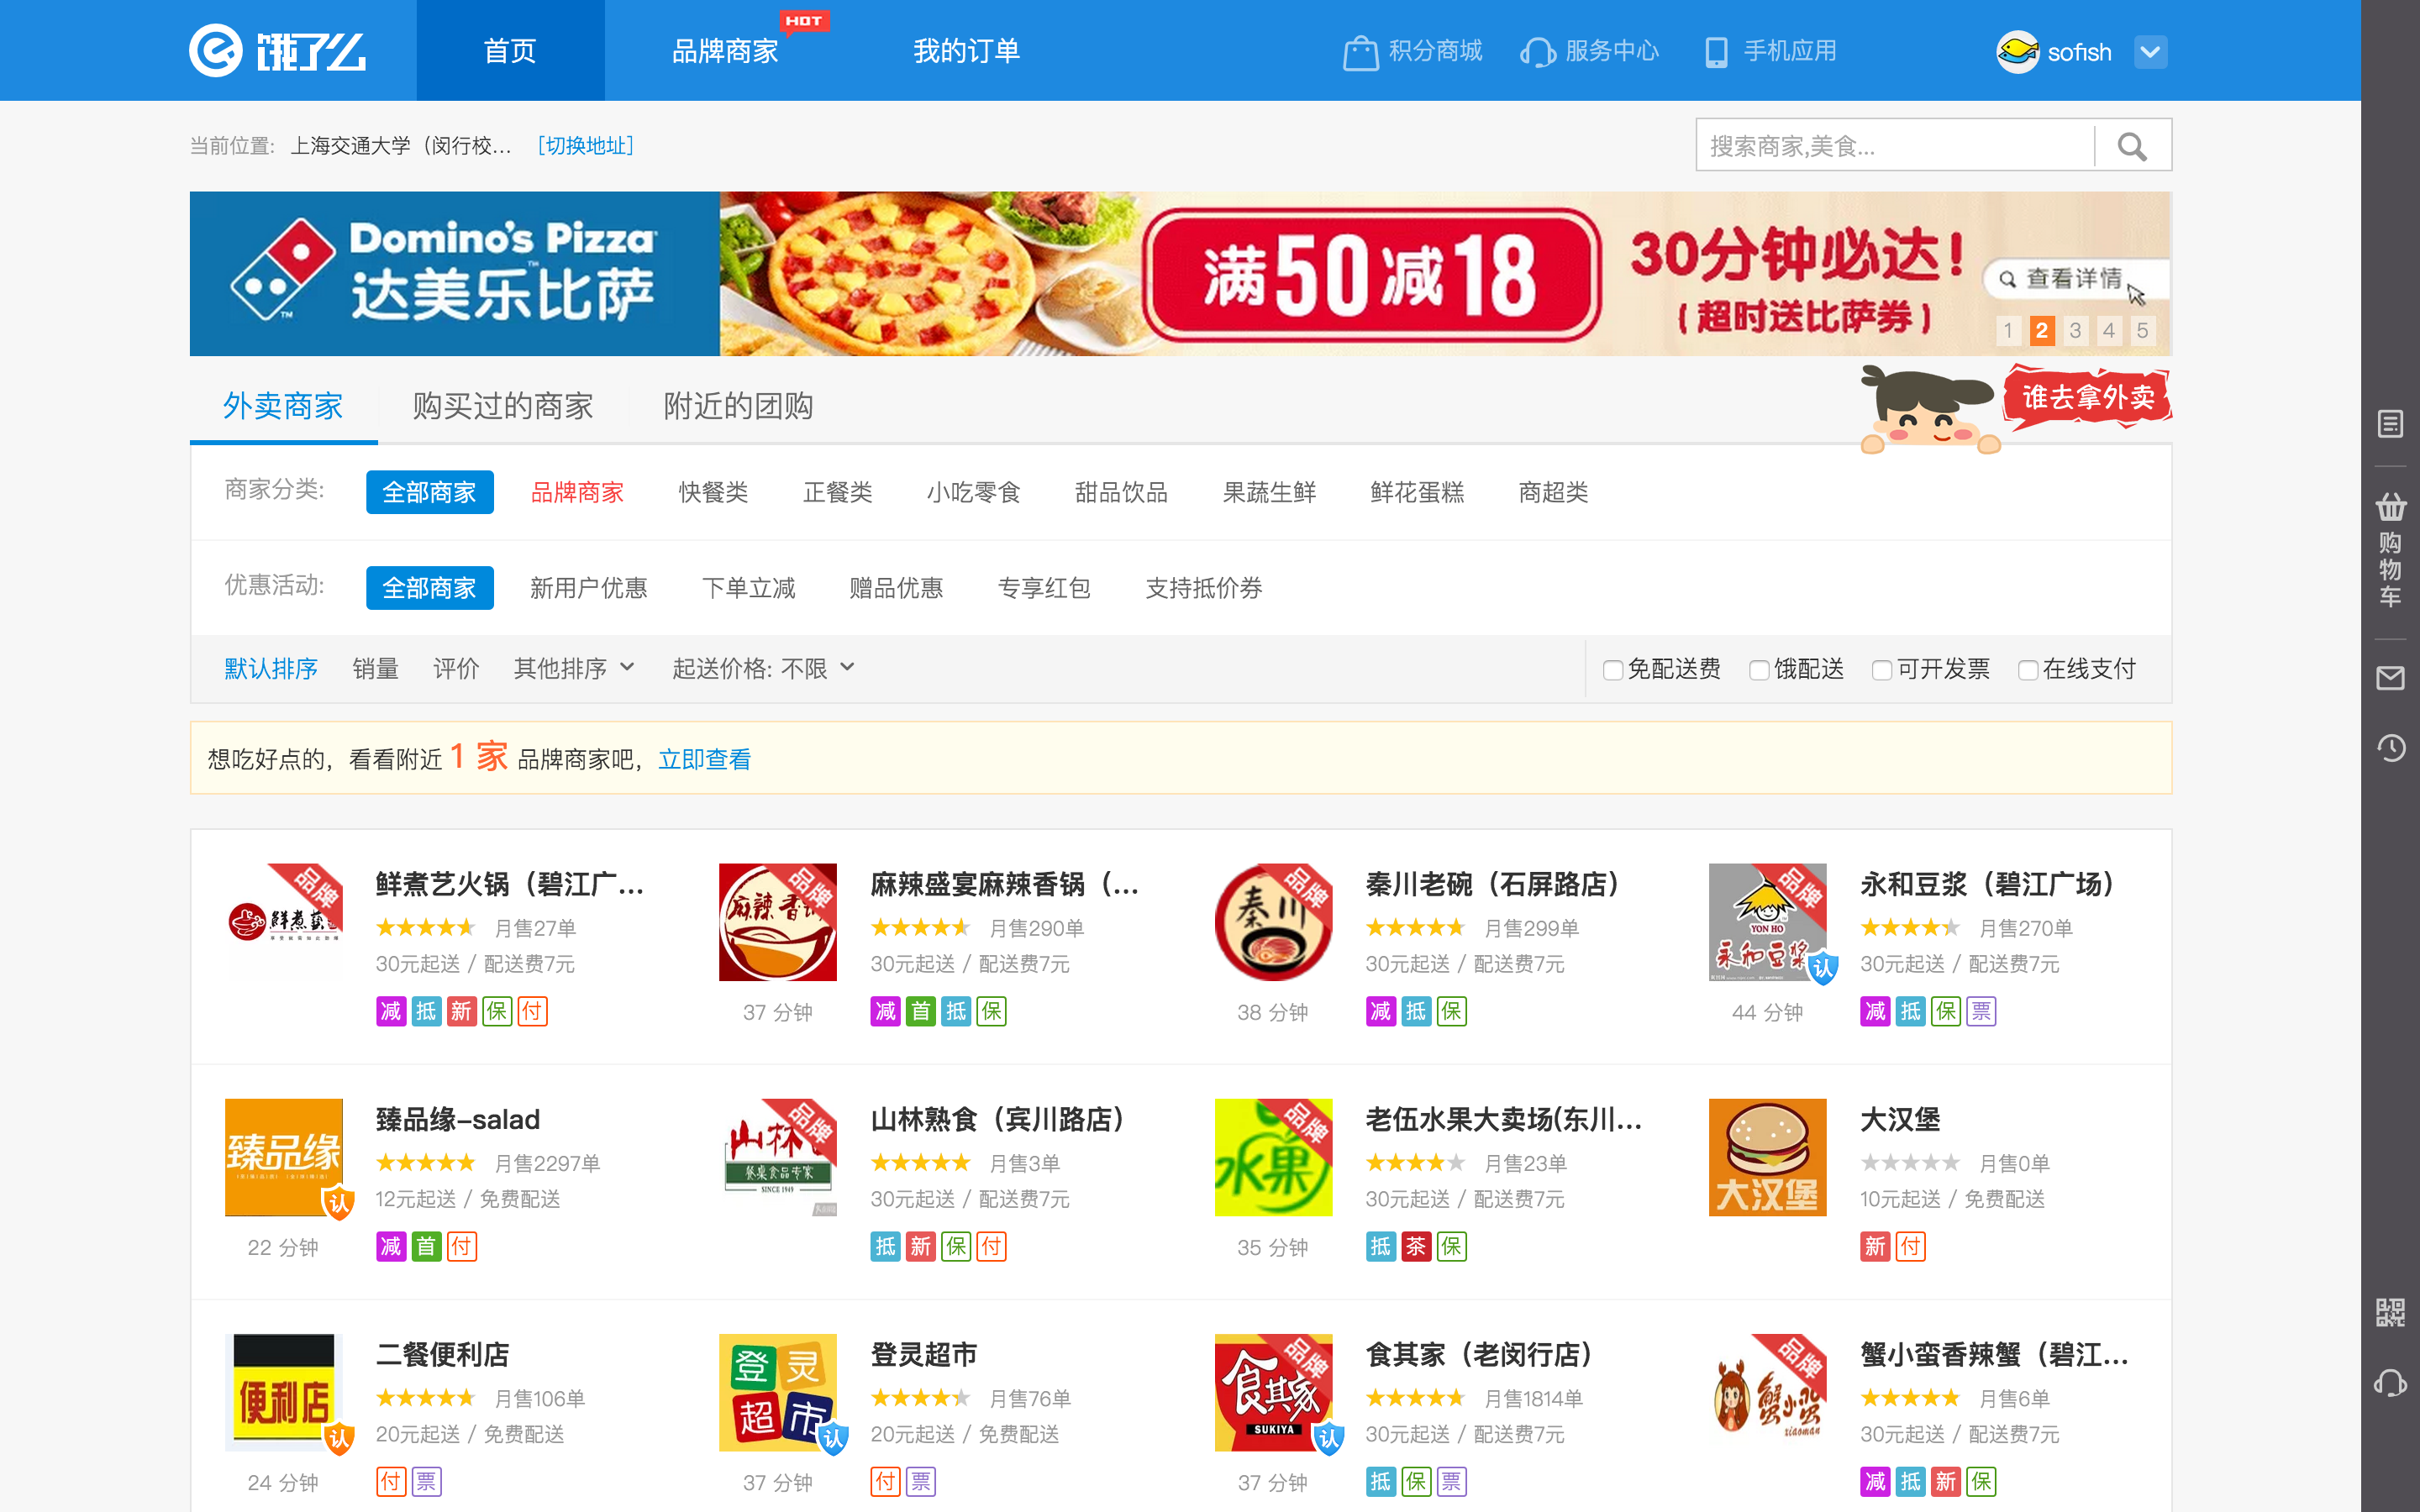 饿了么
首页
品牌商家
HOT
我的订单
积分商城
服务中心
手机应用
sofish
当前位置: 上海交通大学（闵行校... [切换地址]
搜索商家,美食...
Domino's Pizza
达美乐比萨
™
满50减18
30分钟必达!
(超时送比萨券)
查看详情
1 2 3 4 5
外卖商家
购买过的商家
附近的团购
谁去拿外卖
商家分类: 全部商家 品牌商家 快餐类 正餐类 小吃零食 甜品饮品 果蔬生鲜 鲜花蛋糕 商超类
优惠活动: 全部商家 新用户优惠 下单立减 赠品优惠 专享红包 支持抵价券
默认排序 销量 评价 其他排序 起送价格: 不限
免配送费 饿配送 可开发票 在线支付
想吃好点的，看看附近 1 家 品牌商家吧，立即查看
品牌
鲜煮艺火锅（碧江广...
月售27单
30元起送 / 配送费7元
减 抵 新 保 付
品牌
37 分钟
麻辣盛宴麻辣香锅（...
月售290单
30元起送 / 配送费7元
减 首 抵 保
秦川
品牌
38 分钟
秦川老碗（石屏路店）
月售299单
30元起送 / 配送费7元
减 抵 保
品牌
YON HO
永和豆浆
认
44 分钟
永和豆浆（碧江广场）
月售270单
30元起送 / 配送费7元
减 抵 保 票
臻品缘
认
22 分钟
臻品缘–salad
月售2297单
12元起送 / 免费配送
减 首 付
山林
品牌
餐桌食品专家
SINCE 1949
山林熟食（宾川路店）
月售3单
30元起送 / 配送费7元
抵 新 保 付
水果
品牌
35 分钟
老伍水果大卖场(东川...
月售23单
30元起送 / 配送费7元
抵 茶 保
大汉堡
大汉堡
月售0单
10元起送 / 免费配送
新 付
便利店
认
24 分钟
二餐便利店
月售106单
20元起送 / 免费配送
付 票
登灵超市
认
37 分钟
登灵超市
月售76单
20元起送 / 免费配送
付 票
食其家
SUKIYA
品牌
认
37 分钟
食其家（老闵行店）
月售1814单
30元起送 / 配送费7元
抵 保 票
蟹小蛮
xiaoman
品牌
蟹小蛮香辣蟹（碧江...
月售6单
30元起送 / 配送费7元
减 抵 新 保
购物车